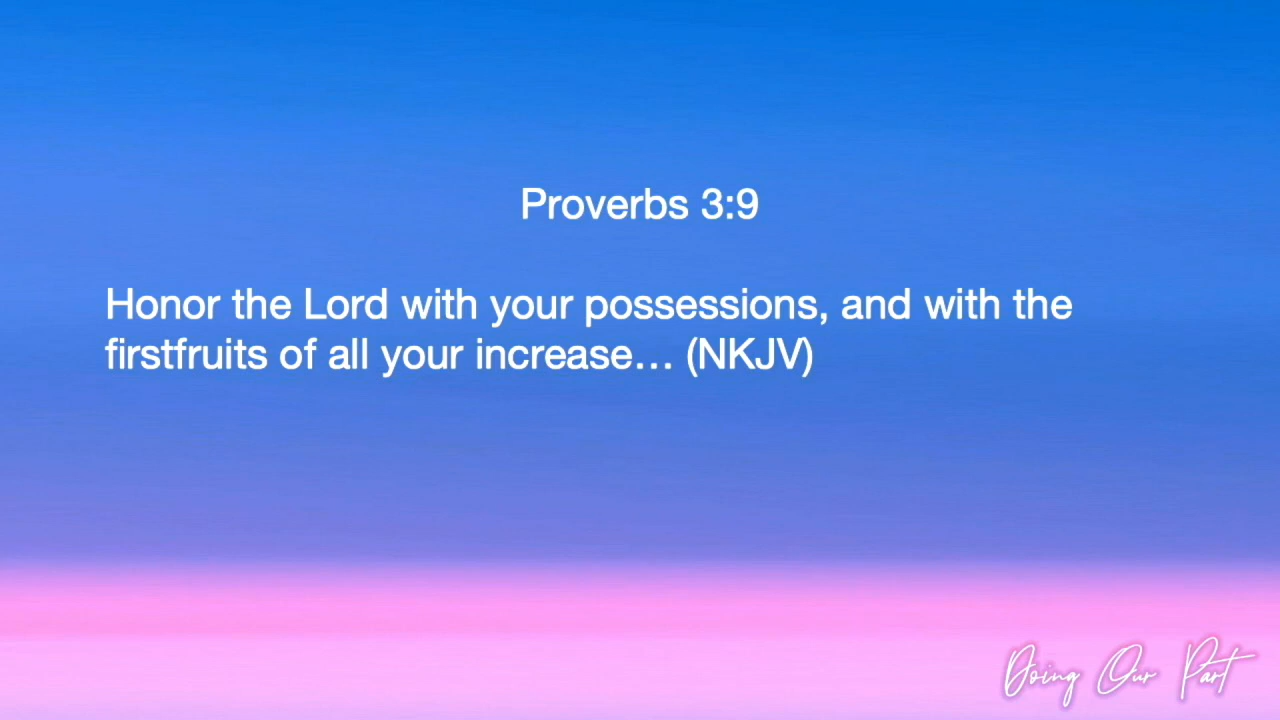 Proverbs 3:9
Honor the Lord with your possessions, and with the
firstfruits of all your increase… (NKJV)
Doing Our Part